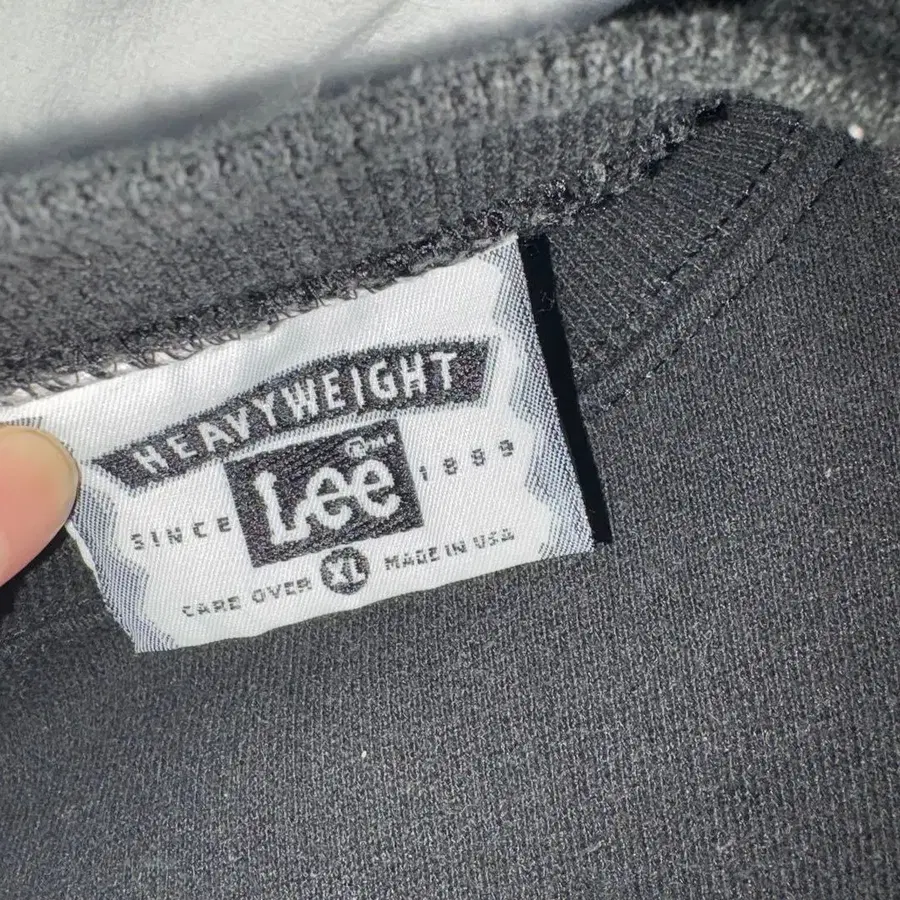 HEAVYWEIGHT
SINCE Lee 1889
CARE OVER XL MADE IN USA